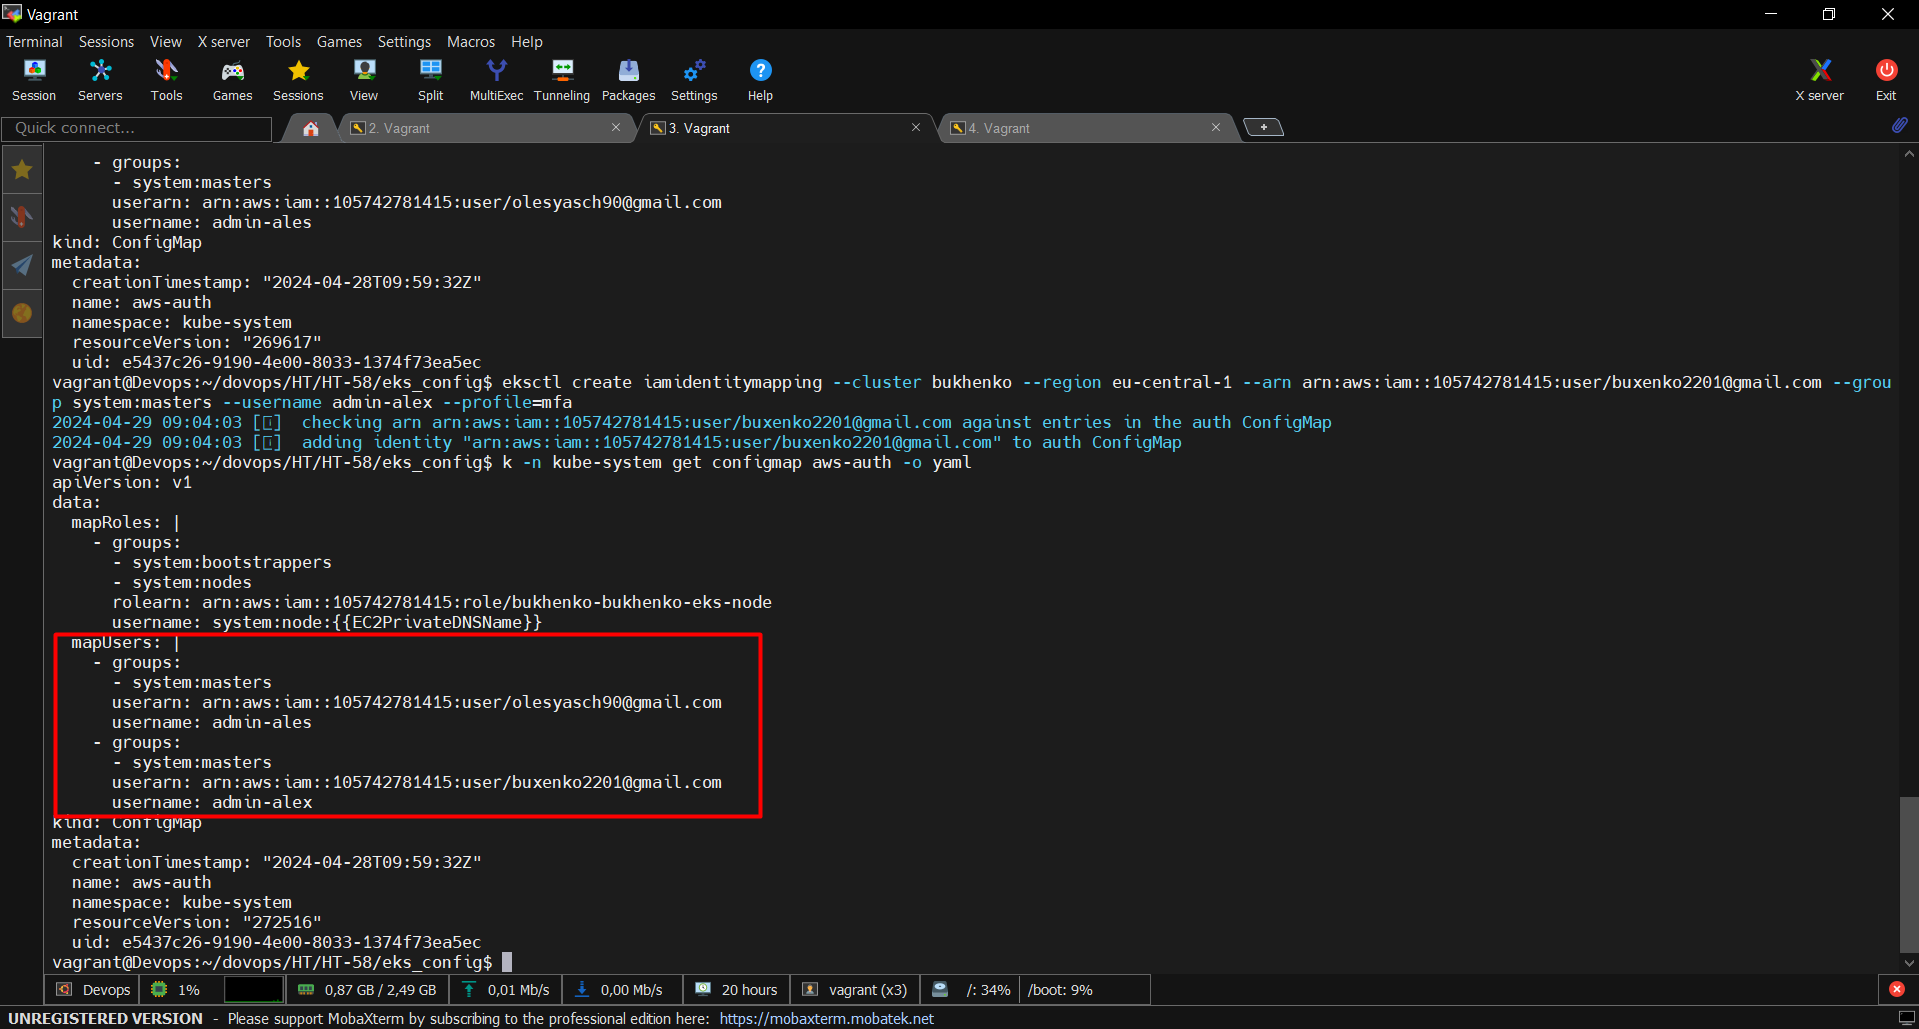 Vagrant
Terminal Sessions View X server Tools Games Settings Macros Help
Session Servers Tools Games Sessions View Split MultiExec Tunneling Packages Settings Help X server Exit
Quick connect... 2. Vagrant 3. Vagrant 4. Vagrant
    - groups:
      - system:masters
      userarn: arn:aws:iam::105742781415:user/olesyasch90@gmail.com
      username: admin-ales
kind: ConfigMap
metadata:
  creationTimestamp: "2024-04-28T09:59:32Z"
  name: aws-auth
  namespace: kube-system
  resourceVersion: "269617"
  uid: e5437c26-9190-4e00-8033-1374f73ea5ec
vagrant@Devops:~/dovops/HT/HT-58/eks_config$ eksctl create iamidentitymapping --cluster bukhenko --region eu-central-1 --arn arn:aws:iam::105742781415:user/buxenko2201@gmail.com --grou
p system:masters --username admin-alex --profile=mfa
2024-04-29 09:04:03 [i]  checking arn arn:aws:iam::105742781415:user/buxenko2201@gmail.com against entries in the auth ConfigMap
2024-04-29 09:04:03 [i]  adding identity "arn:aws:iam::105742781415:user/buxenko2201@gmail.com" to auth ConfigMap
vagrant@Devops:~/dovops/HT/HT-58/eks_config$ k -n kube-system get configmap aws-auth -o yaml
apiVersion: v1
data:
  mapRoles: |
    - groups:
      - system:bootstrappers
      - system:nodes
      rolearn: arn:aws:iam::105742781415:role/bukhenko-bukhenko-eks-node
      username: system:node:{{EC2PrivateDNSName}}
  mapUsers: |
    - groups:
      - system:masters
      userarn: arn:aws:iam::105742781415:user/olesyasch90@gmail.com
      username: admin-ales
    - groups:
      - system:masters
      userarn: arn:aws:iam::105742781415:user/buxenko2201@gmail.com
      username: admin-alex
kind: ConfigMap
metadata:
  creationTimestamp: "2024-04-28T09:59:32Z"
  name: aws-auth
  namespace: kube-system
  resourceVersion: "272516"
  uid: e5437c26-9190-4e00-8033-1374f73ea5ec
vagrant@Devops:~/dovops/HT/HT-58/eks_config$
Devops 1% 0,87 GB / 2,49 GB 0,01 Mb/s 0,00 Mb/s 20 hours vagrant (x3) /: 34% /boot: 9%
UNREGISTERED VERSION - Please support MobaXterm by subscribing to the professional edition here: https://mobaxterm.mobatek.net